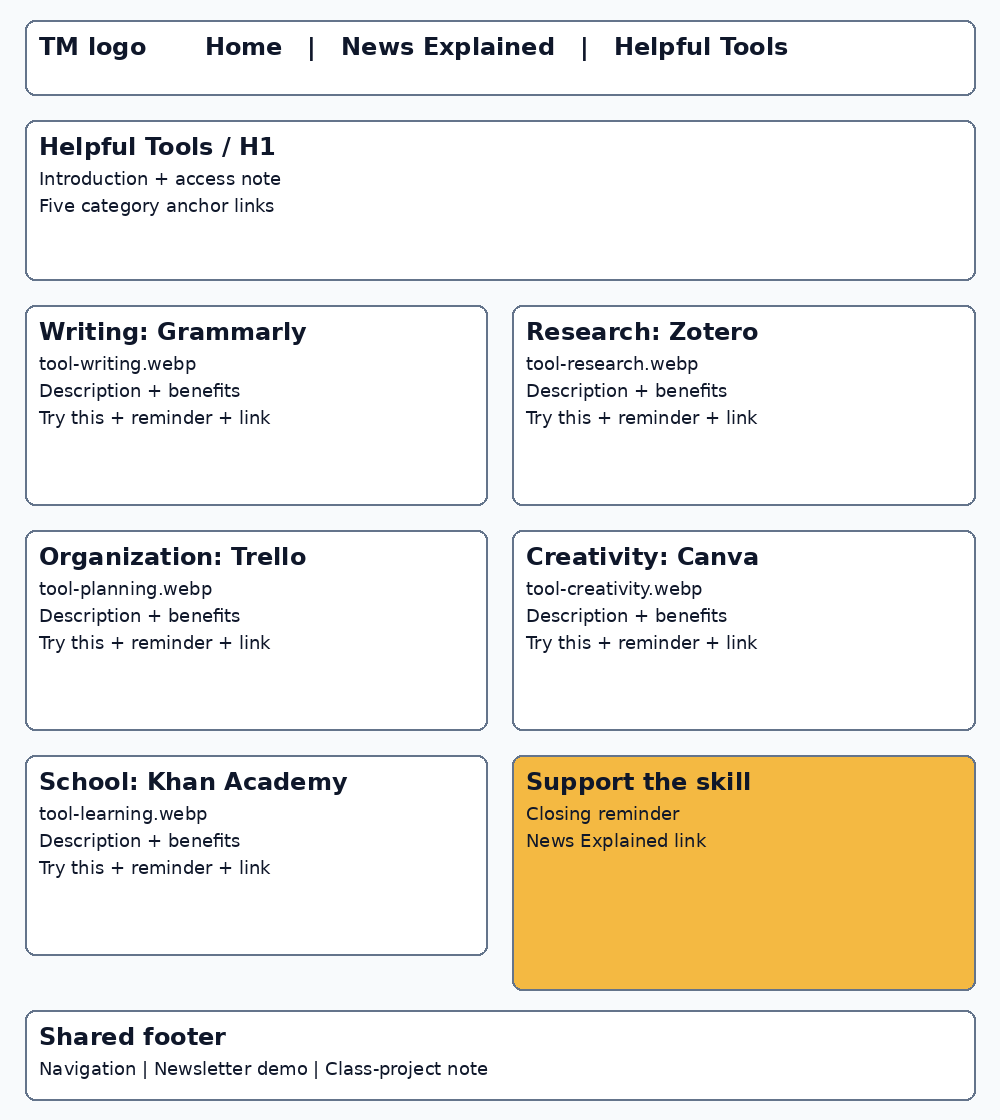 TM logo Home | News Explained | Helpful Tools
Helpful Tools / H1
Introduction + access note
Five category anchor links
Writing: Grammarly
tool-writing.webp
Description + benefits
Try this + reminder + link
Research: Zotero
tool-research.webp
Description + benefits
Try this + reminder + link
Organization: Trello
tool-planning.webp
Description + benefits
Try this + reminder + link
Creativity: Canva
tool-creativity.webp
Description + benefits
Try this + reminder + link
School: Khan Academy
tool-learning.webp
Description + benefits
Try this + reminder + link
Support the skill
Closing reminder
News Explained link
Shared footer
Navigation | Newsletter demo | Class-project note